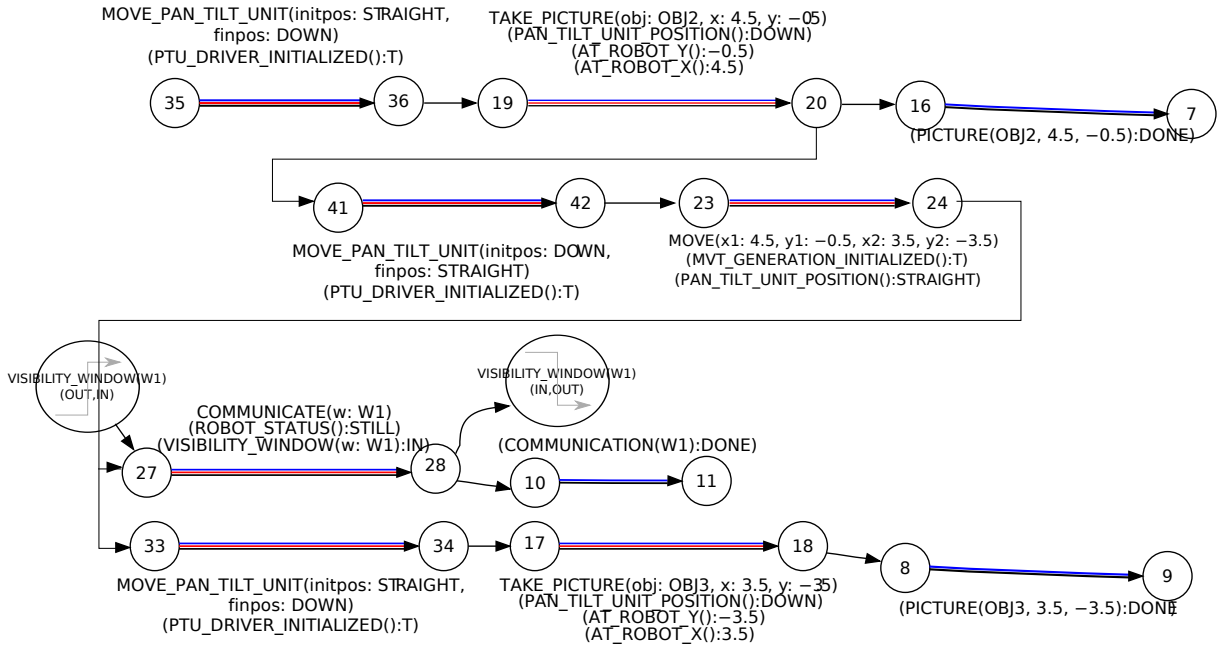 MOVE_PAN_TILT_UNIT(initpos: STRAIGHT,
finpos: DOWN)
(PTU_DRIVER_INITIALIZED():T)
TAKE_PICTURE(obj: OBJ2, x: 4.5, y: −05)
(PAN_TILT_UNIT_POSITION():DOWN)
(AT_ROBOT_Y():−0.5)
(AT_ROBOT_X():4.5)
35
36
19
20
16
7
(PICTURE(OBJ2, 4.5, −0.5):DONE)
41
42
23
24
MOVE_PAN_TILT_UNIT(initpos: DOWN,
finpos: STRAIGHT)
(PTU_DRIVER_INITIALIZED():T)
MOVE(x1: 4.5, y1: −0.5, x2: 3.5, y2: −3.5)
(MVT_GENERATION_INITIALIZED():T)
(PAN_TILT_UNIT_POSITION():STRAIGHT)
VISIBILITY_WINDOW(W1)
(OUT,IN)
VISIBILITY_WINDOW(W1)
(IN,OUT)
COMMUNICATE(w: W1)
(ROBOT_STATUS():STILL)
(VISIBILITY_WINDOW(w: W1):IN)
(COMMUNICATION(W1):DONE)
27
28
10
11
33
34
17
18
8
9
MOVE_PAN_TILT_UNIT(initpos: STRAIGHT,
finpos: DOWN)
(PTU_DRIVER_INITIALIZED():T)
TAKE_PICTURE(obj: OBJ3, x: 3.5, y: −3.5)
(PAN_TILT_UNIT_POSITION():DOWN)
(AT_ROBOT_Y():−3.5)
(AT_ROBOT_X():3.5)
(PICTURE(OBJ3, 3.5, −3.5):DONE